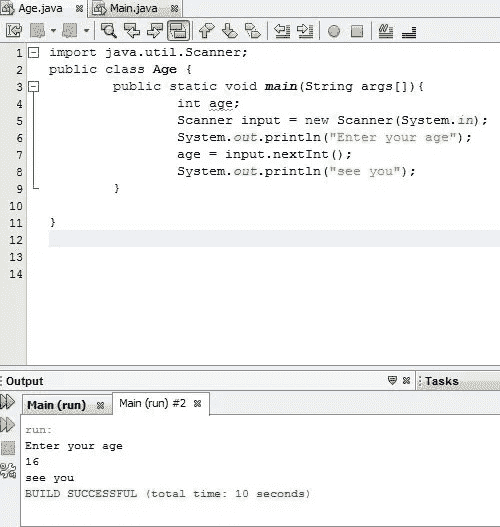 Age.java Main.java
1 import java.util.Scanner;
2 public class Age {
3 public static void main(String args[]){
4 int age;
5 Scanner input = new Scanner(System.in);
6 System.out.println("Enter your age");
7 age = input.nextInt();
8 System.out.println("see you");
9 }
10
11 }
12
13
14
Output Tasks
Main (run) Main (run) #2
run:
Enter your age
16
see you
BUILD SUCCESSFUL (total time: 10 seconds)